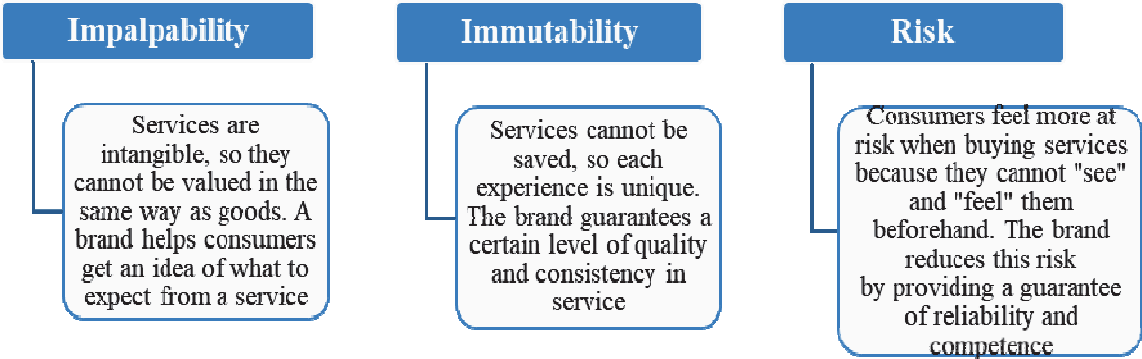 Impalpability
Services are
intangible, so they
cannot be valued in the
same way as goods. A
brand helps consumers
get an idea of what to
expect from a service
Immutability
Services cannot be
saved, so each
experience is unique.
The brand guarantees a
certain level of quality
and consistency in
service
Risk
Consumers feel more at
risk when buying services
because they cannot "see"
and "feel" them
beforehand. The brand
reduces this risk
by providing a guarantee
of reliability and
competence